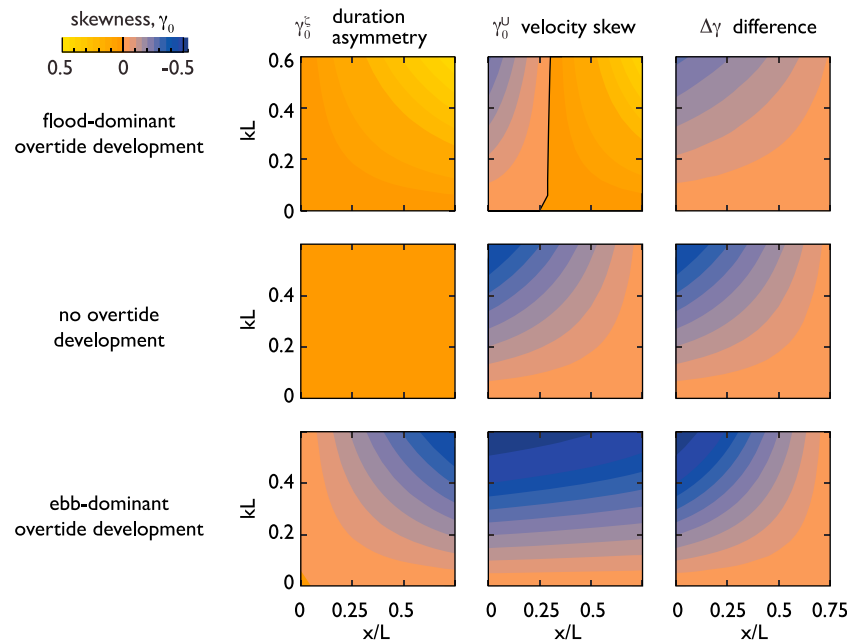 skewness, γ₀
0.5 0 -0.5
γ₀^ζ duration asymmetry
γ₀^U velocity skew
Δγ difference
flood-dominant
overtide development
kL
0.6
0.4
0.2
0
no overtide
development
kL
0.4
0.2
0
ebb-dominant
overtide development
kL
0.4
0.2
0
0 0.25 0.5
0 0.25 0.5
0 0.25 0.5 0.75
x/L x/L x/L